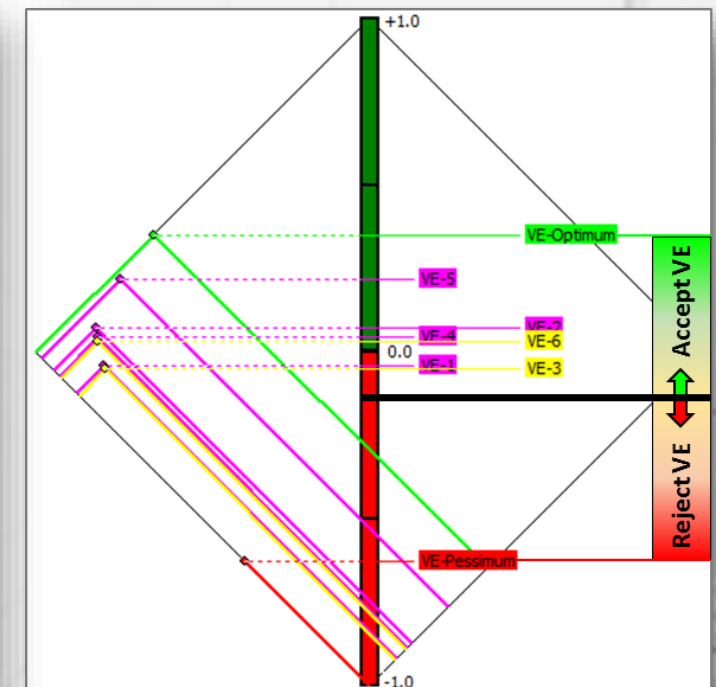 +1.0
VE-Optimum
VE-5
VE-2
VE-4
VE-6
0.0
VE-1
VE-3
VE-Pessimum
-1.0
Accept VE
Reject VE